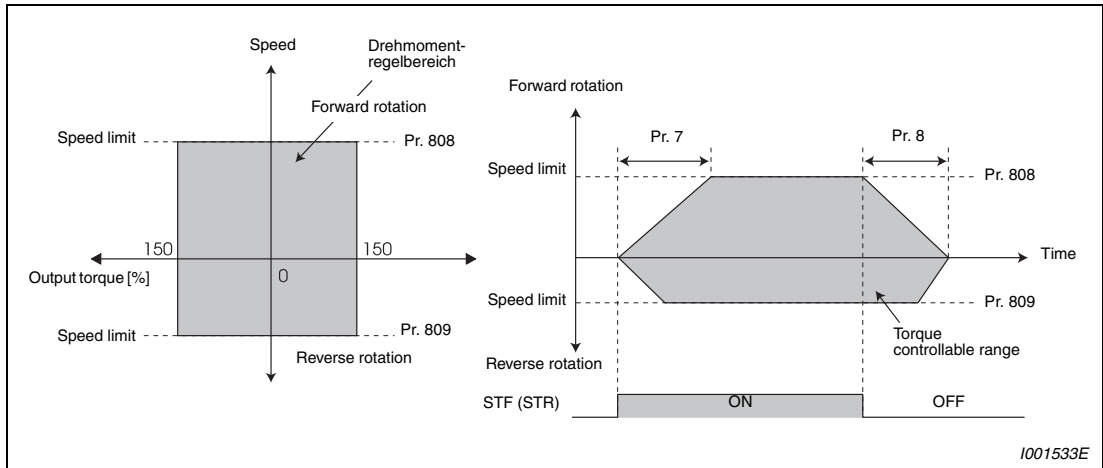 Speed
Drehmoment-
regelbereich
Forward rotation
Speed limit
Pr. 808
150
150
Output torque [%]
0
Speed limit
Pr. 809
Reverse rotation
Forward rotation
Pr. 7
Pr. 8
Speed limit
Pr. 808
Time
Speed limit
Pr. 809
Torque
controllable range
Reverse rotation
STF (STR)
ON
OFF
I001533E